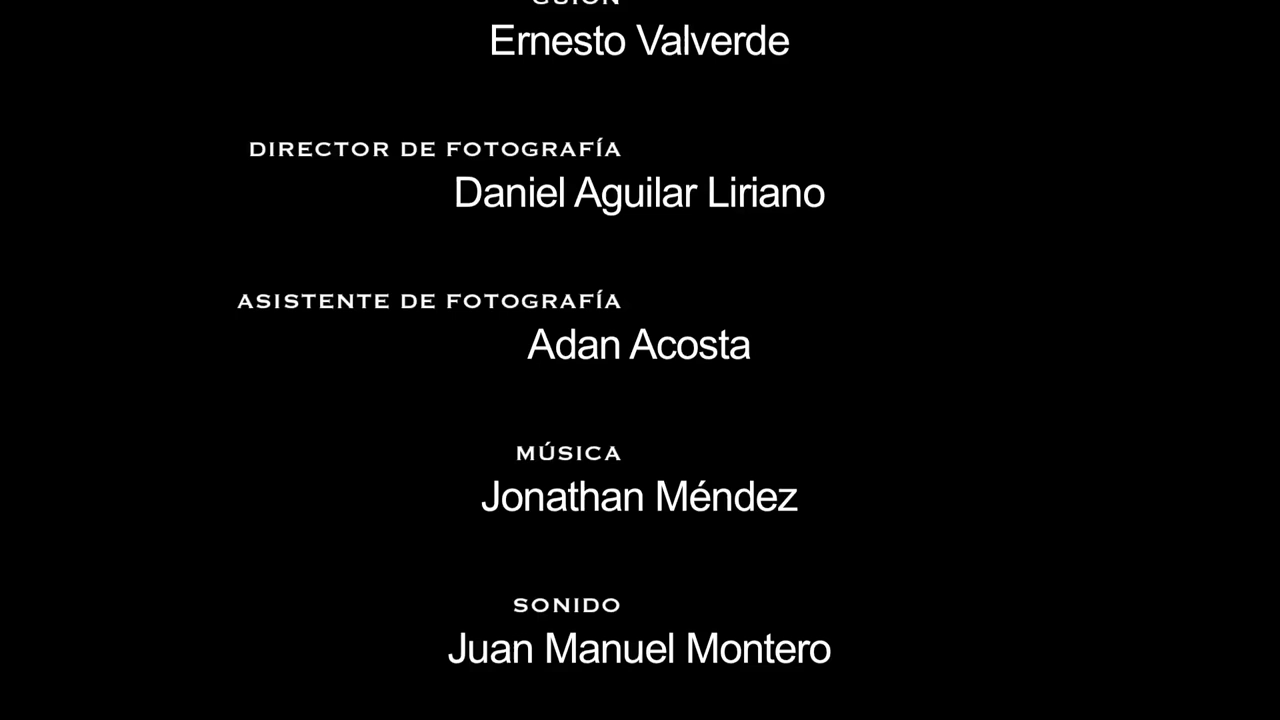 GUIÓN
Ernesto Valverde
DIRECTOR DE FOTOGRAFÍA
Daniel Aguilar Liriano
ASISTENTE DE FOTOGRAFÍA
Adan Acosta
MÚSICA
Jonathan Méndez
SONIDO
Juan Manuel Montero